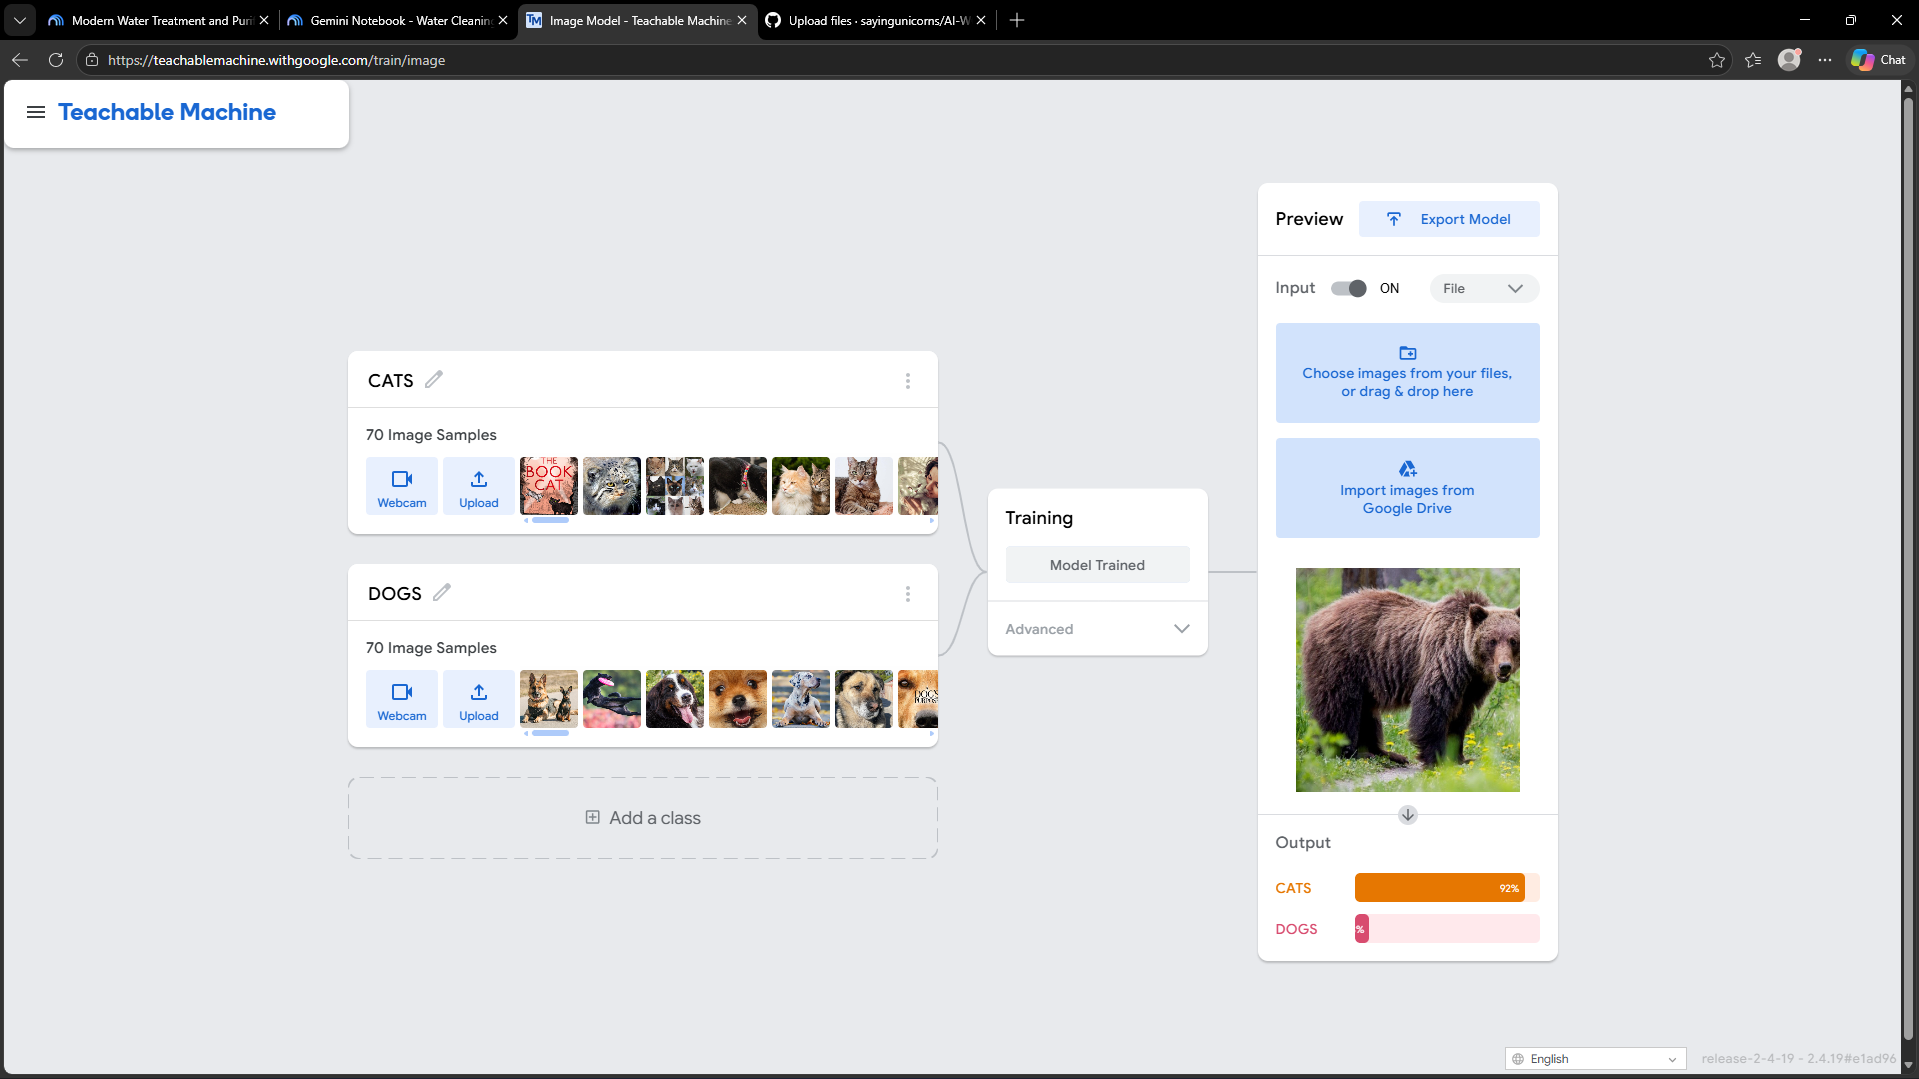 Modern Water Treatment and Puri
Gemini Notebook - Water Cleaning
Image Model - Teachable Machine
Upload files · sayingunicorns/AI-W
https://teachablemachine.withgoogle.com/train/image
Chat
Teachable Machine
Preview
Export Model
Input
ON
File
Choose images from your files,
or drag & drop here
CATS
70 Image Samples
Webcam
Upload
THE
BOOK
CAT
Import images from
Google Drive
Training
Model Trained
Advanced
DOGS
70 Image Samples
Webcam
Upload
Add a class
Output
CATS
92%
DOGS
%
English
release-2-4-19 - 2.4.19#e1ad96